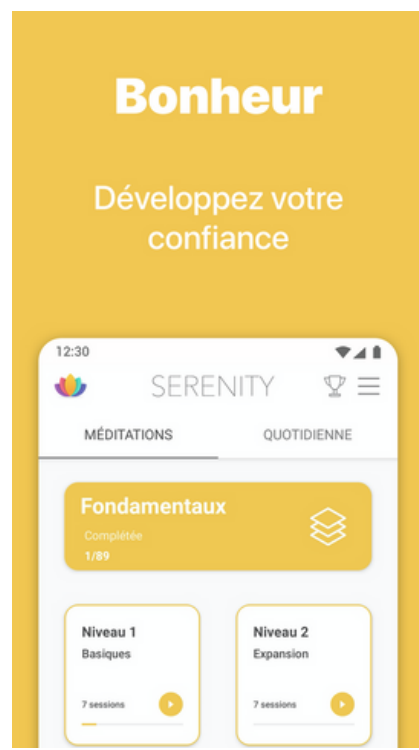 Bonheur
Développez votre
confiance
12:30
SERENITY
MÉDITATIONS
QUOTIDIENNE
Fondamentaux
Complétée
1/89
Niveau 1
Basiques
7 sessions
Niveau 2
Expansion
7 sessions